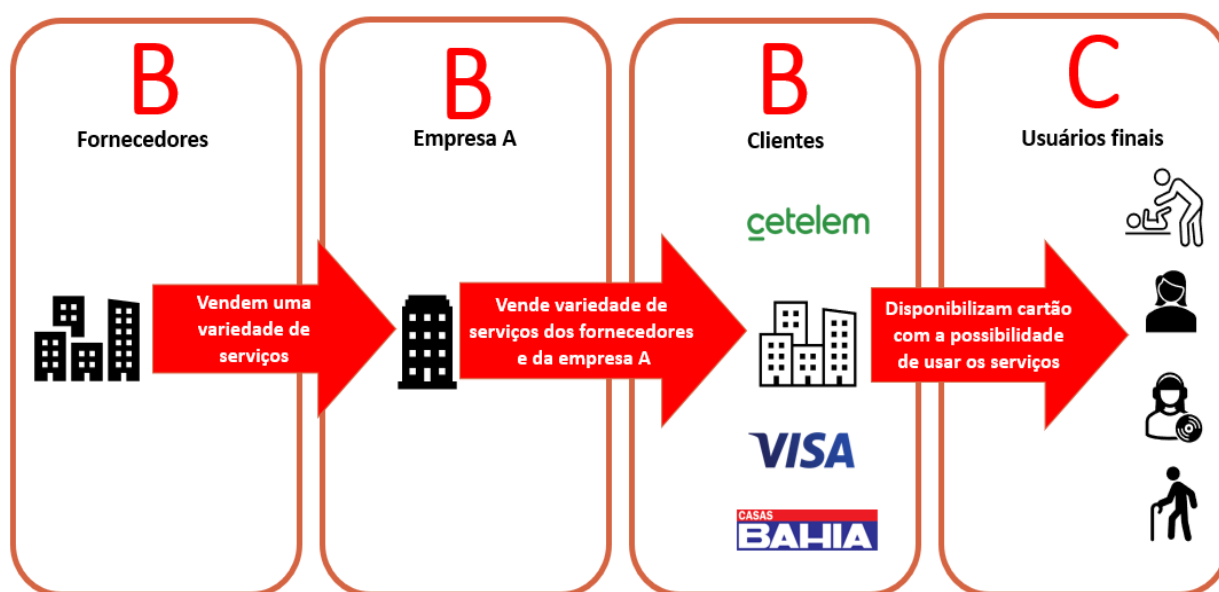 B
Fornecedores
Vendem uma
variedade de
serviços
B
Empresa A
Vende variedade de
serviços dos fornecedores
e da empresa A
B
Clientes
cetelem
VISA
CASAS
BAHIA
Disponibilizam cartão
com a possibilidade
de usar os serviços
C
Usuários finais